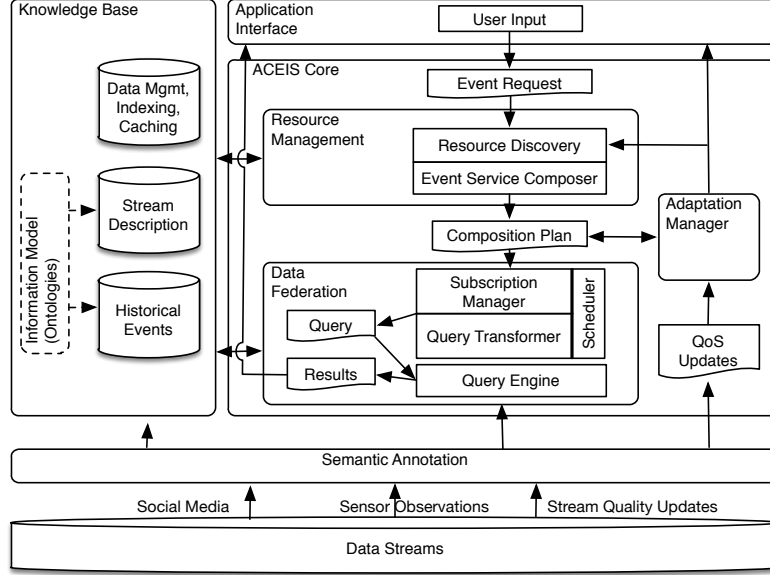 Knowledge Base
Data Mgmt,
Indexing,
Caching
Stream
Description
Historical
Events
Information Model
(Ontologies)
Application
Interface
User Input
ACEIS Core
Event Request
Resource
Management
Resource Discovery
Event Service Composer
Composition Plan
Adaptation
Manager
Data
Federation
Subscription
Manager
Scheduler
Query
Query Transformer
Results
Query Engine
QoS
Updates
Semantic Annotation
Social Media
Sensor Observations
Stream Quality Updates
Data Streams